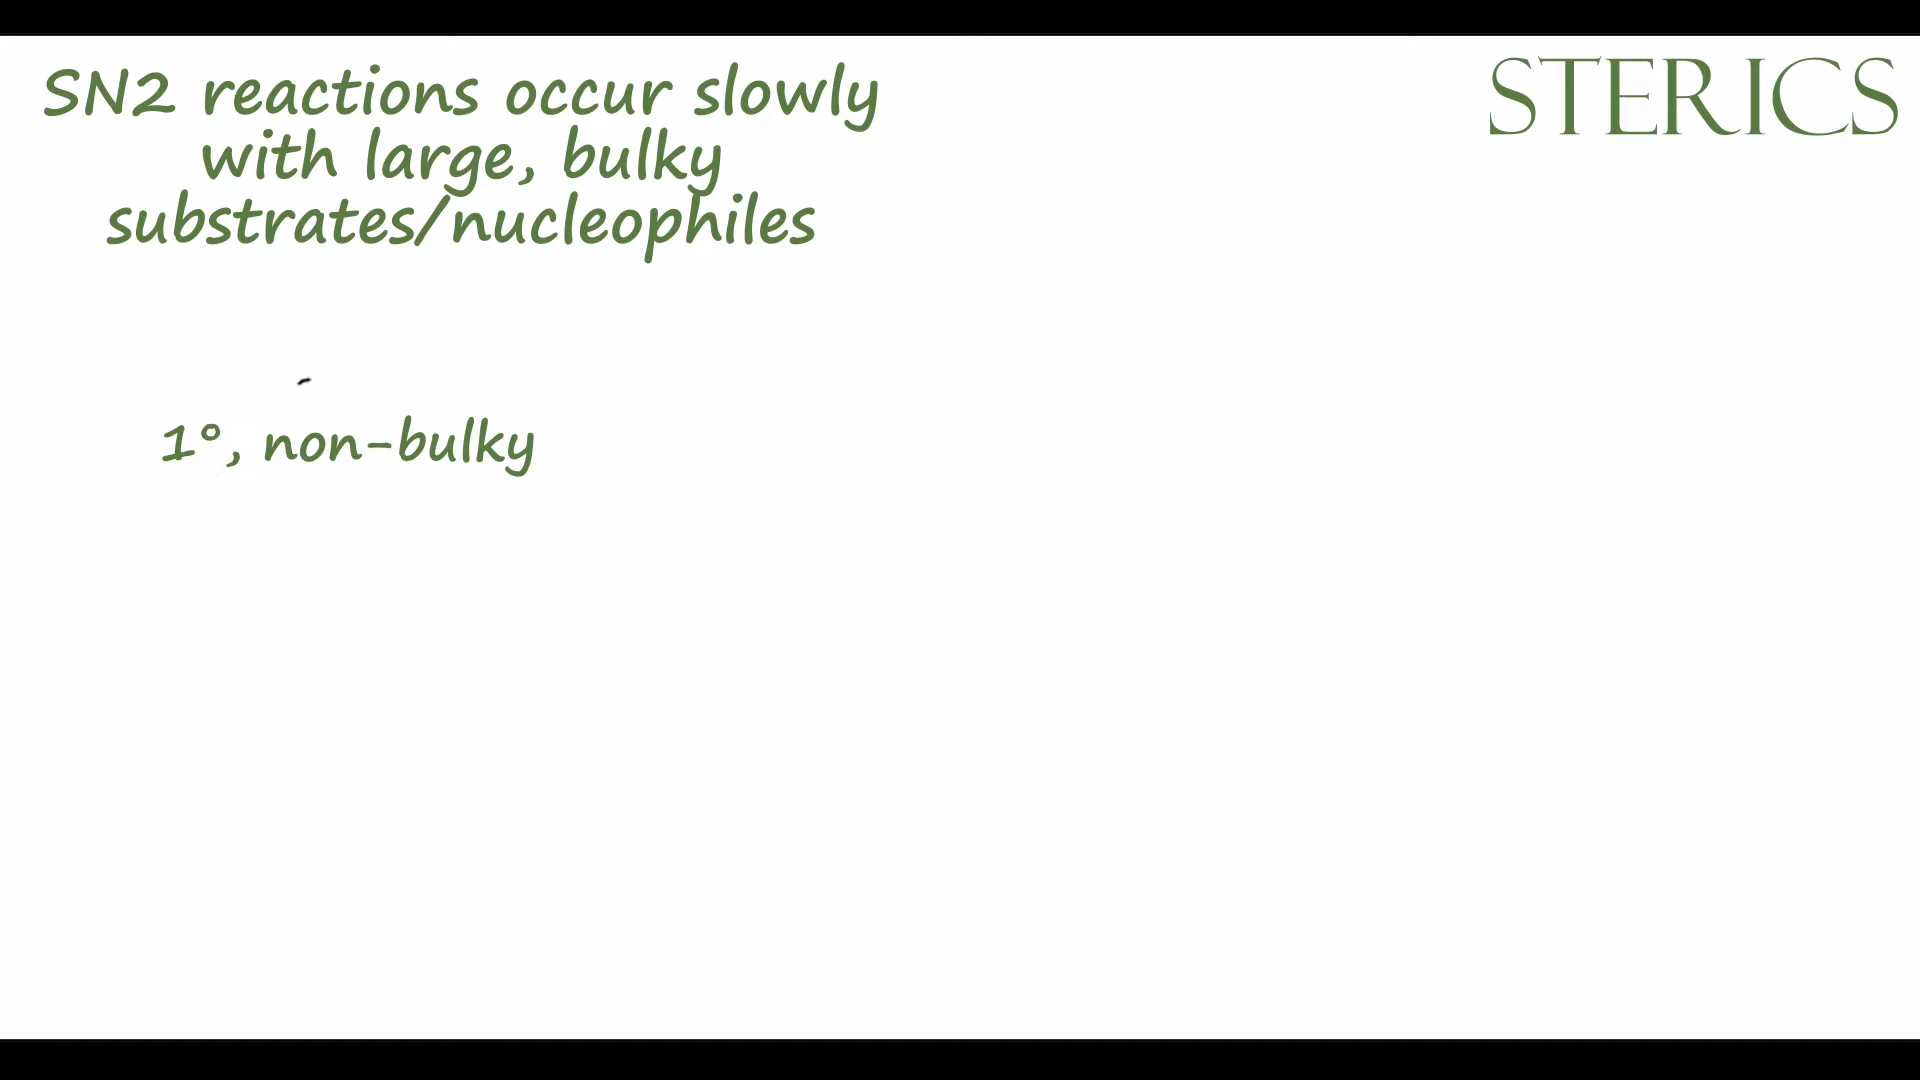 SN2 reactions occur slowly
with large, bulky
substrates/nucleophiles
STERICS
1°, non-bulky